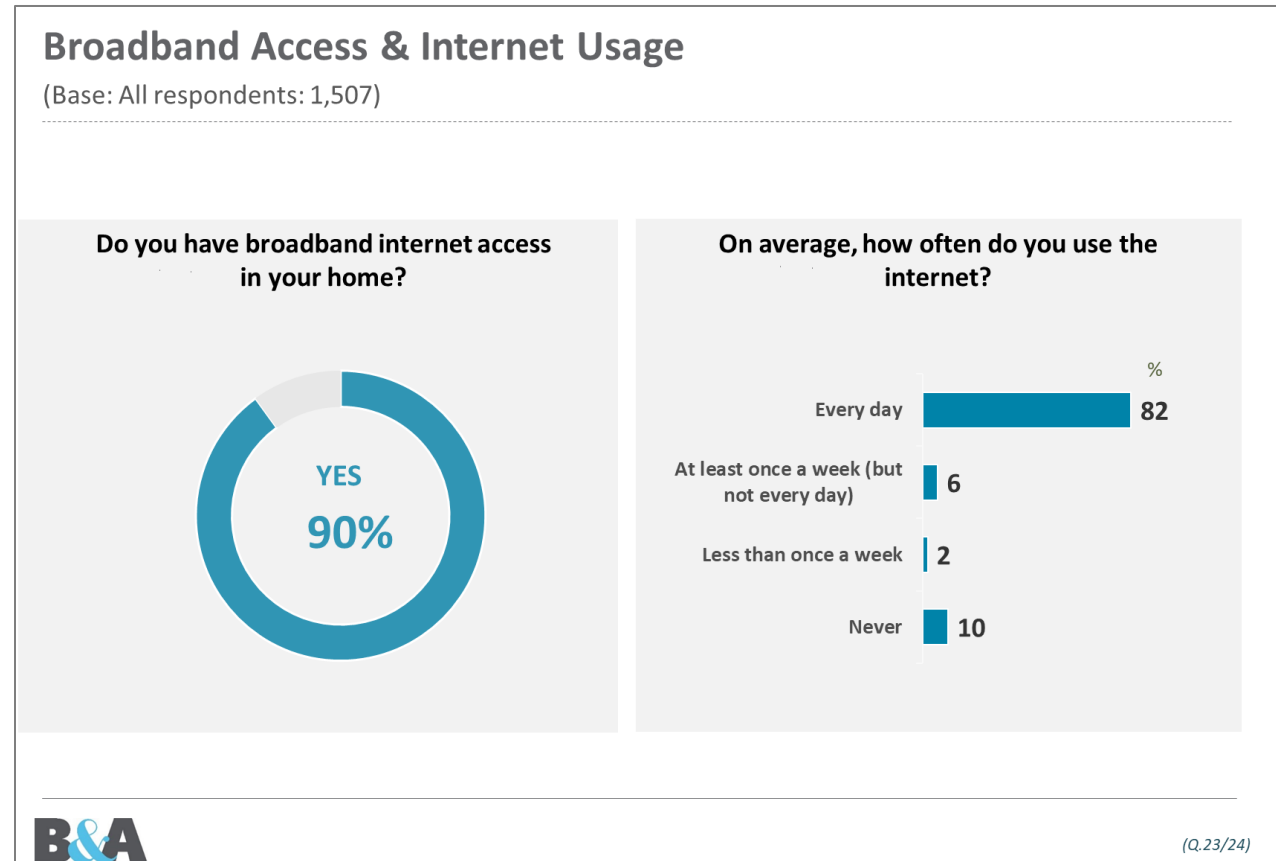 Broadband Access & Internet Usage
(Base: All respondents: 1,507)
Do you have broadband internet access
in your home?
YES
90%
On average, how often do you use the
internet?
%
Every day
82
At least once a week (but
not every day)
6
Less than once a week
2
Never
10
B&A
(Q.23/24)